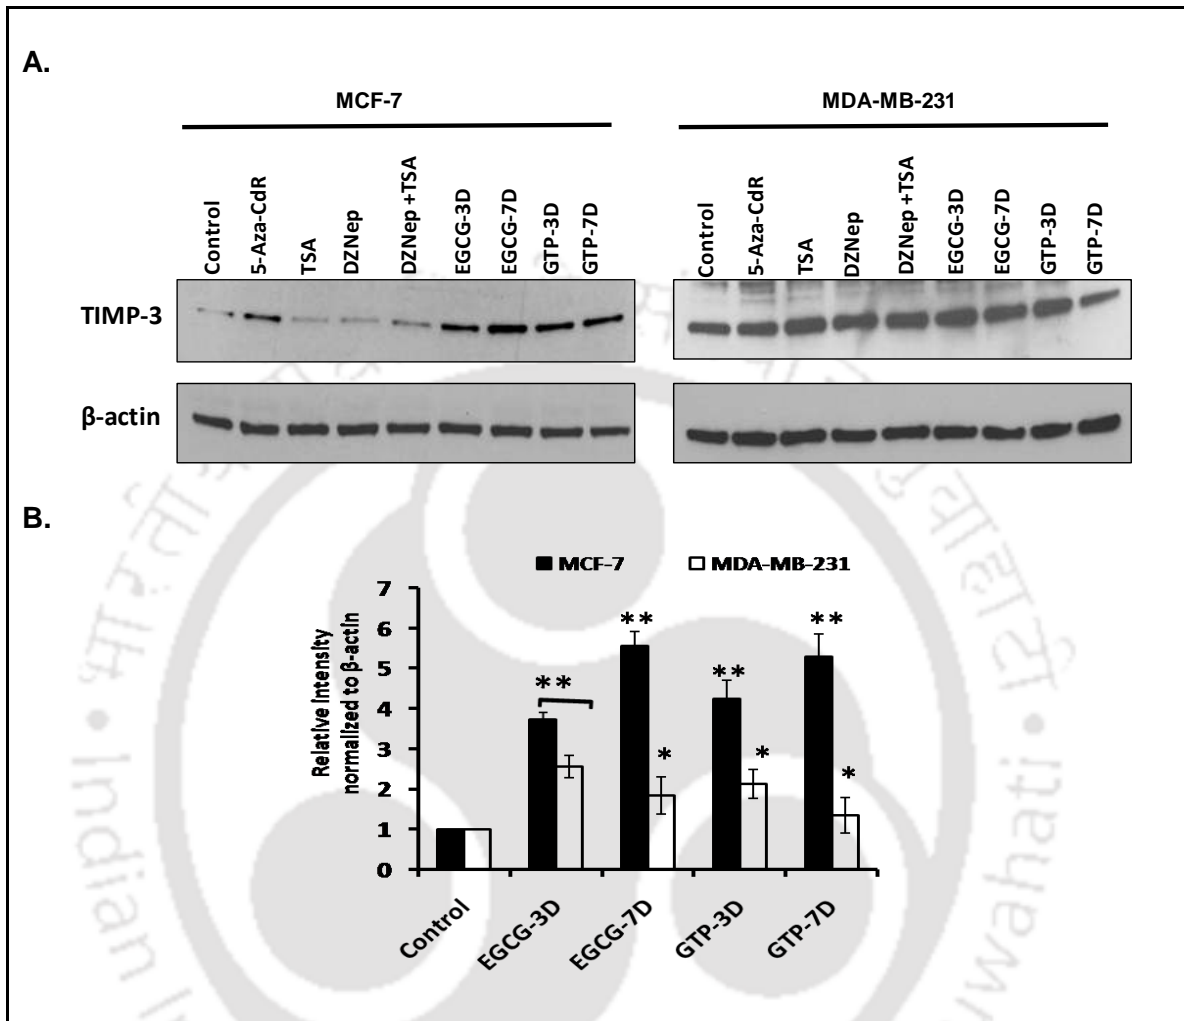 A.
MCF-7 MDA-MB-231
Control 5-Aza-CdR TSA DZNep DZNep +TSA EGCG-3D EGCG-7D GTP-3D GTP-7D Control 5-Aza-CdR TSA DZNep DZNep +TSA EGCG-3D EGCG-7D GTP-3D GTP-7D
TIMP-3
β-actin
B.
MCF-7 MDA-MB-231
Relative intensity
normalized to β-actin
7
6
5
4
3
2
1
0
**
**
**
**
*
*
*
Control EGCG-3D EGCG-7D GTP-3D GTP-7D
Indian
uwahati